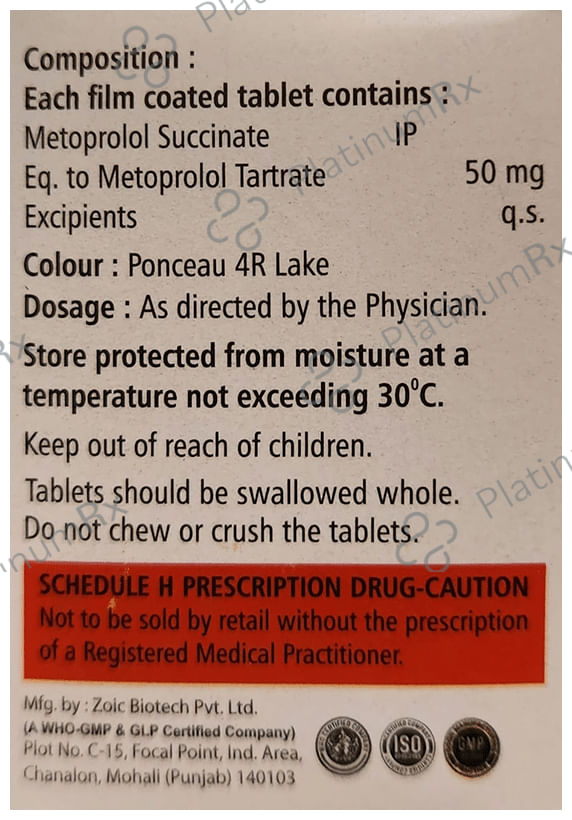 Composition :
Each film coated tablet contains :
Metoprolol Succinate IP
Eq. to Metoprolol Tartrate 50 mg
Excipients q.s.
Colour : Ponceau 4R Lake
Dosage : As directed by the Physician.
Store protected from moisture at a
temperature not exceeding 30⁰C.
Keep out of reach of children.
Tablets should be swallowed whole.
Do not chew or crush the tablets.
SCHEDULE H PRESCRIPTION DRUG-CAUTION
Not to be sold by retail without the prescription
of a Registered Medical Practitioner.
Mfg. by : Zoic Biotech Pvt. Ltd.
(A WHO-GMP & GLP Certified Company)
Plot No. C-15, Focal Point, Ind. Area,
Chanalon, Mohali (Punjab) 140103
ISO
GMP
PlatinumRx